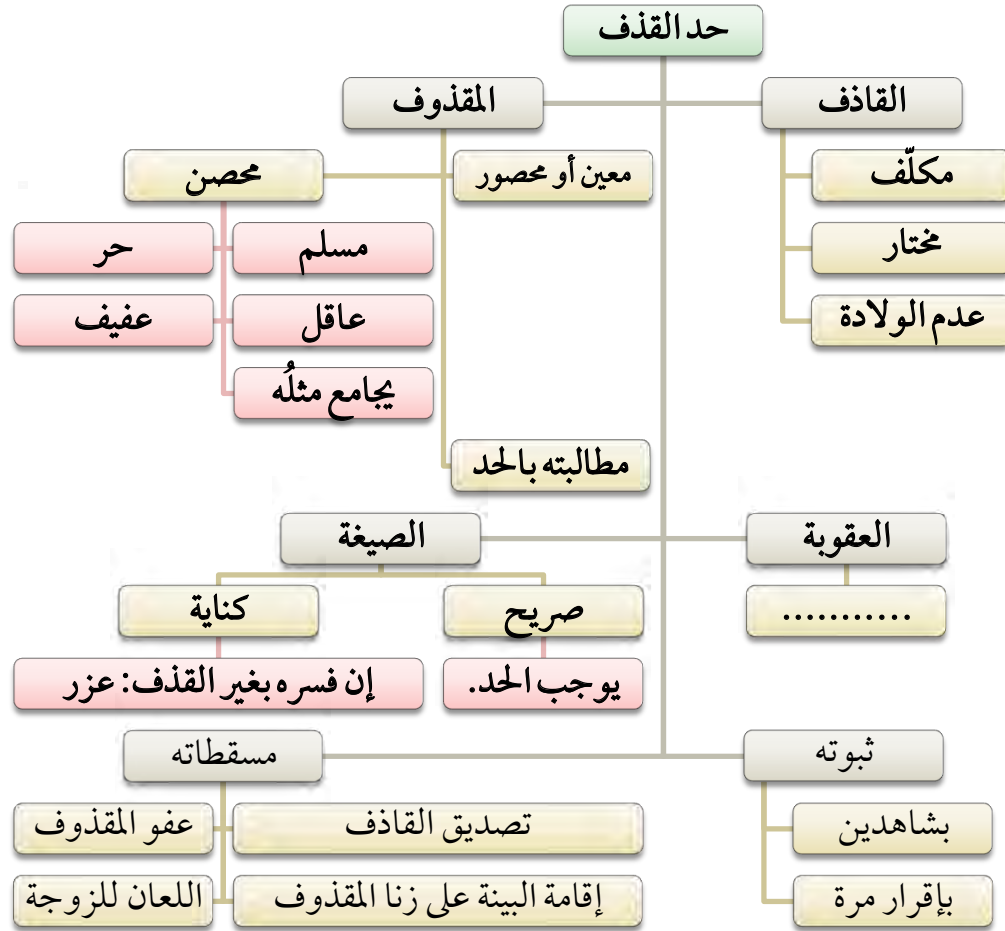 حد القذف
القاذف
مكلّف
مختار
عدم الولادة
المقذوف
معين أو محصور
محصن
مسلم
حر
عاقل
عفيف
يجامع مثلُه
مطالبته بالحد
العقوبة
...........
الصيغة
صريح
يوجب الحد.
كناية
إن فسره بغير القذف: عزر
ثبوته
بشاهدين
بإقرار مرة
مسقطاته
تصديق القاذف
عفو المقذوف
إقامة البينة على زنا المقذوف
اللعان للزوجة